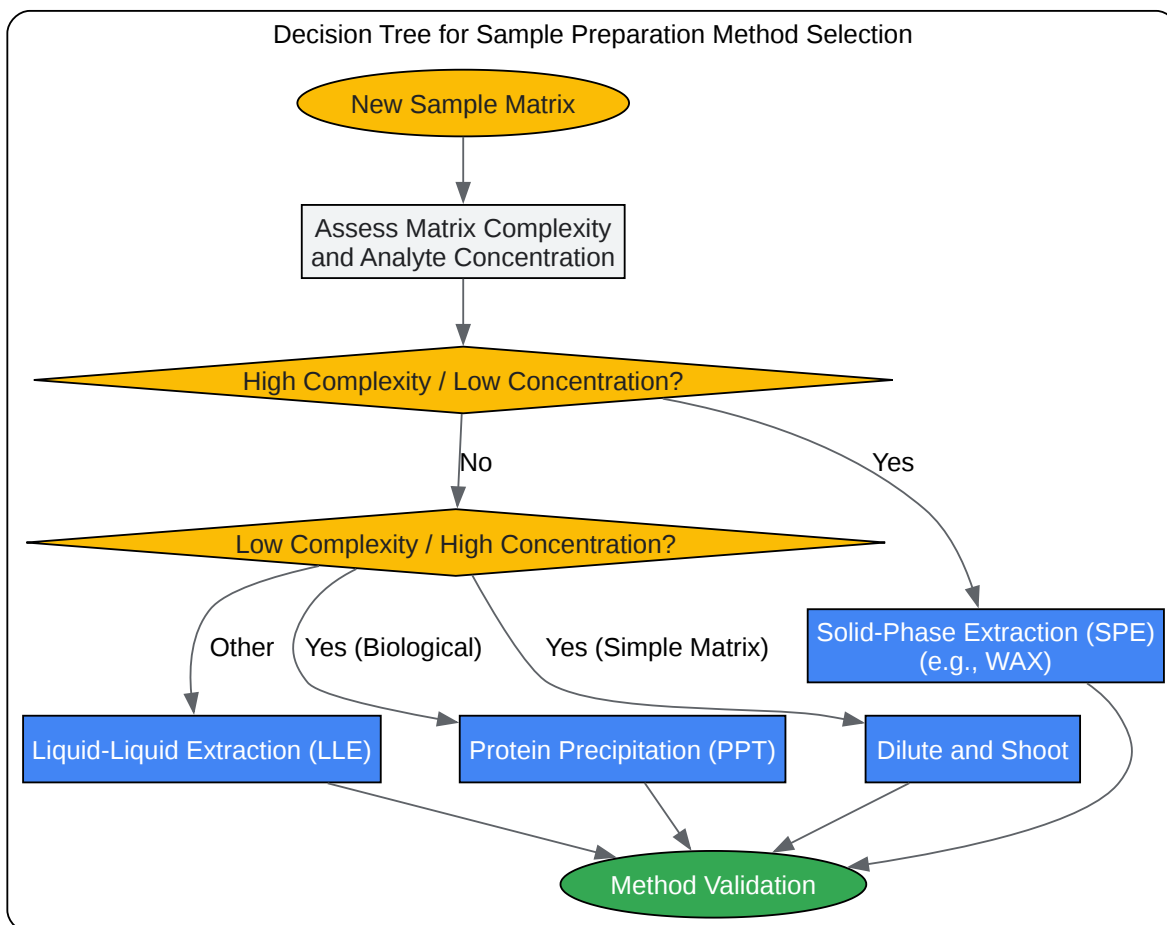 Decision Tree for Sample Preparation Method Selection
New Sample Matrix
Assess Matrix Complexity
and Analyte Concentration
High Complexity / Low Concentration?
No
Yes
Low Complexity / High Concentration?
Other
Yes (Biological)
Yes (Simple Matrix)
Solid-Phase Extraction (SPE)
(e.g., WAX)
Liquid-Liquid Extraction (LLE)
Protein Precipitation (PPT)
Dilute and Shoot
Method Validation